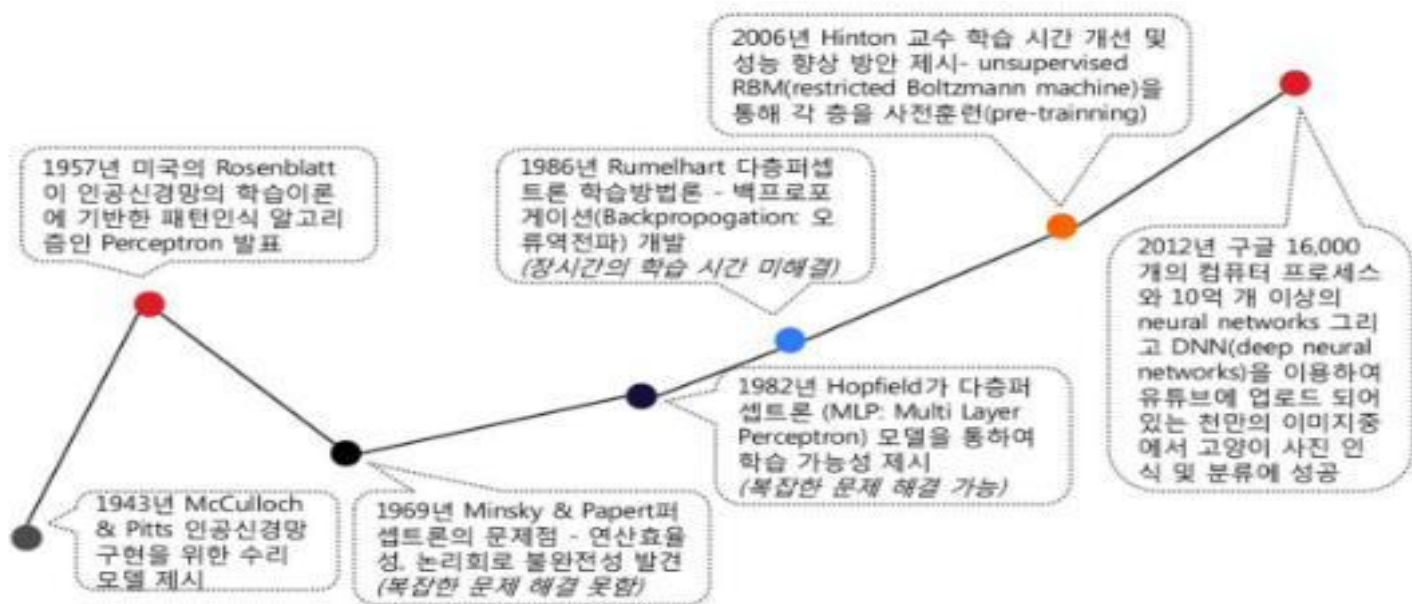 1943년 McCulloch
& Pitts 인공신경망
구현을 위한 수리
모델 제시
1957년 미국의 Rosenblatt
이 인공신경망의 학습이론
에 기반한 패턴인식 알고리
즘인 Perceptron 발표
1969년 Minsky & Papert퍼
셉트론의 문제점 - 연산효율
성, 논리회로 불완전성 발견
(복잡한 문제 해결 못함)
1982년 Hopfield가 다층퍼
셉트론 (MLP: Multi Layer
Perceptron) 모델을 통하여
학습 가능성 제시
(복잡한 문제 해결 가능)
1986년 Rumelhart 다층퍼셉
트론 학습방법론 - 백프로포
게이션(Backpropogation: 오
류역전파) 개발
(장시간의 학습 시간 미해결)
2006년 Hinton 교수 학습 시간 개선 및
성능 향상 방안 제시- unsupervised
RBM(restricted Boltzmann machine)을
통해 각 층을 사전훈련(pre-trainning)
2012년 구글 16,000
개의 컴퓨터 프로세스
와 10억 개 이상의
neural networks 그리
고 DNN(deep neural
networks)을 이용하여
유튜브에 업로드 되어
있는 천만의 이미지중
에서 고양이 사진 인
식 및 분류에 성공